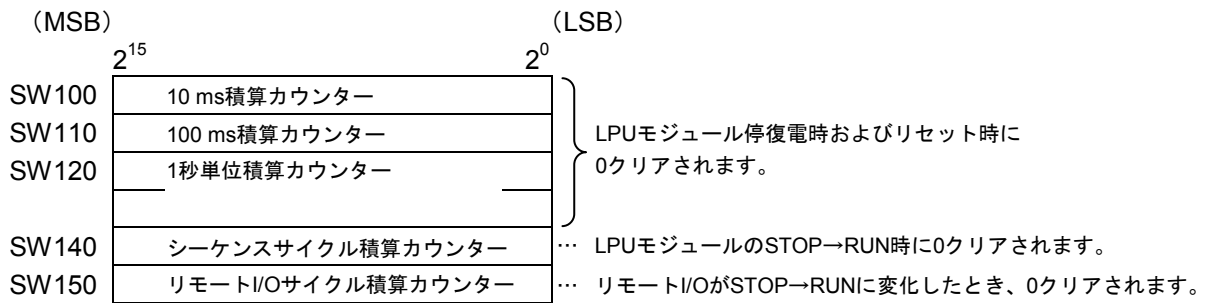 （MSB）（LSB）
2^15 2^0
SW100 10 ms積算カウンター
SW110 100 ms積算カウンター LPUモジュール停復電時およびリセット時に
SW120 1秒単位積算カウンター 0クリアされます。
SW140 シーケンスサイクル積算カウンター … LPUモジュールのSTOP→RUN時に0クリアされます。
SW150 リモートI/Oサイクル積算カウンター … リモートI/OがSTOP→RUNに変化したとき、0クリアされます。